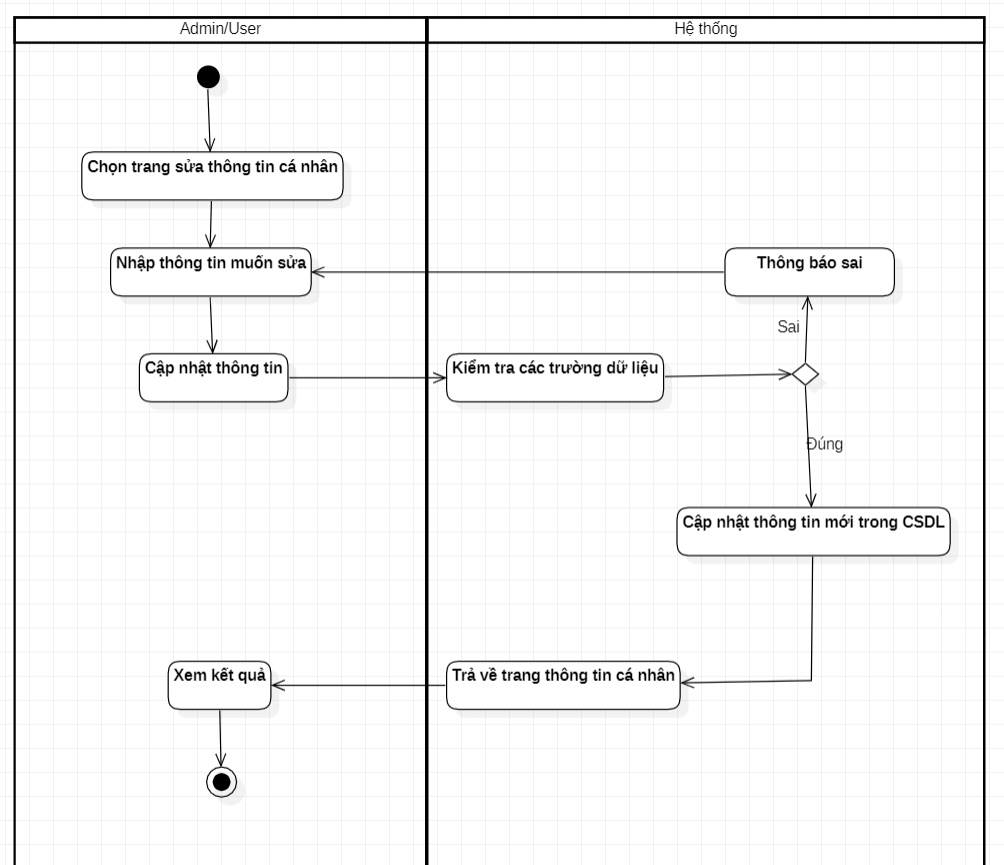 Admin/User
Hệ thống
Chọn trang sửa thông tin cá nhân
Nhập thông tin muốn sửa
Thông báo sai
Sai
Cập nhật thông tin
Kiểm tra các trường dữ liệu
Đúng
Cập nhật thông tin mới trong CSDL
Xem kết quả
Trả về trang thông tin cá nhân